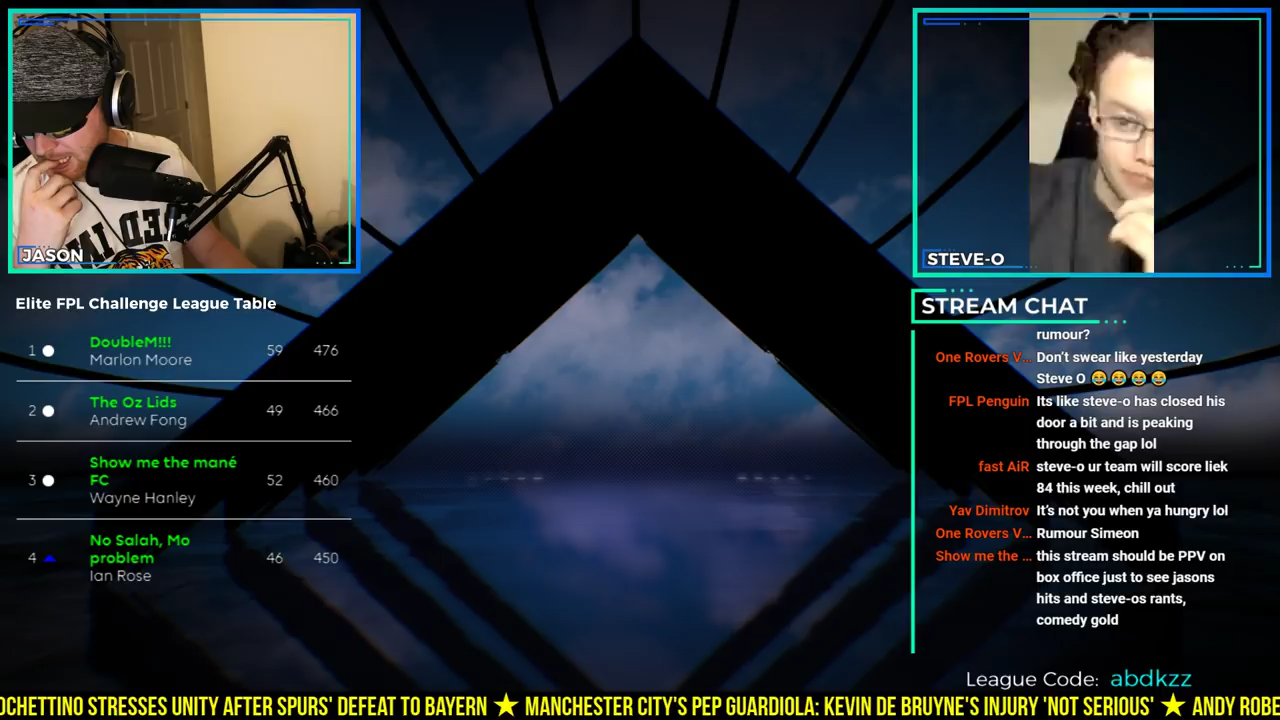 JASON
STEVE-O
Elite FPL Challenge League Table
1 DoubleM!!! 59 476
Marlon Moore
2 The Oz Lids 49 466
Andrew Fong
3 Show me the mané FC 52 460
Wayne Hanley
4 No Salah, Mo problem 46 450
Ian Rose
STREAM CHAT
rumour?
One Rovers V... Don't swear like yesterday
Steve O 😂 😂 😂 😂
FPL Penguin Its like steve-o has closed his
door a bit and is peaking
through the gap lol
fast AiR steve-o ur team will score liek
84 this week, chill out
Yav Dimitrov It's not you when ya hungry lol
One Rovers V... Rumour Simeon
Show me the ... this stream should be PPV on
box office just to see jasons
hits and steve-os rants,
comedy gold
League Code: abdkzz
OCHETTINO STRESSES UNITY AFTER SPURS' DEFEAT TO BAYERN ★ MANCHESTER CITY'S PEP GUARDIOLA: KEVIN DE BRUYNE'S INJURY 'NOT SERIOUS' ★ ANDY ROBE